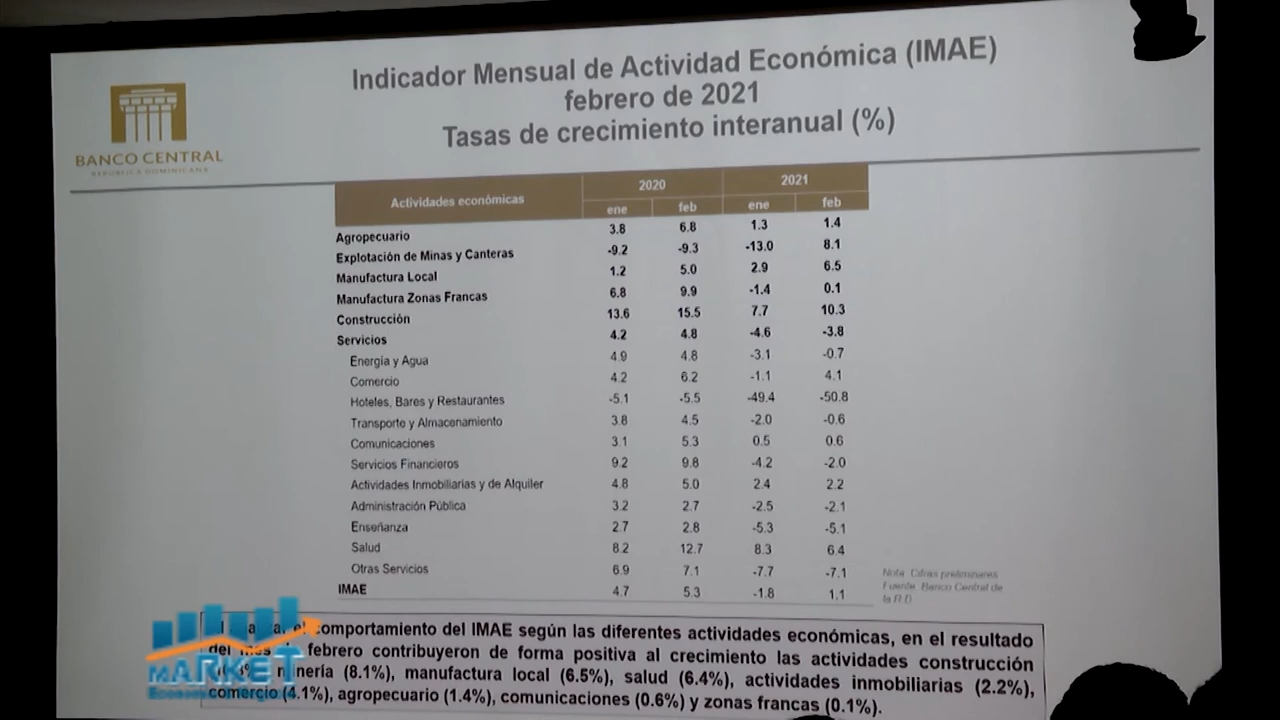 Indicador Mensual de Actividad Económica (IMAE)
febrero de 2021
Tasas de crecimiento interanual (%)
BANCO CENTRAL
REPÚBLICA DOMINICANA
Actividades económicas 2020 2021
ene feb ene feb
Agropecuario 3.8 6.8 1.3 1.4
Explotación de Minas y Canteras -9.2 -9.3 -13.0 8.1
Manufactura Local 1.2 5.0 2.9 6.5
Manufactura Zonas Francas 6.8 9.9 -1.4 0.1
Construcción 13.6 15.5 7.7 10.3
Servicios 4.2 4.8 -4.6 -3.8
Energía y Agua 4.9 4.8 -3.1 -0.7
Comercio 4.2 6.2 -1.1 4.1
Hoteles, Bares y Restaurantes -5.1 -5.5 -49.4 -50.8
Transporte y Almacenamiento 3.8 4.5 -2.0 -0.6
Comunicaciones 3.1 5.3 0.5 0.6
Servicios Financieros 9.2 9.8 -4.2 -2.0
Actividades Inmobiliarias y de Alquiler 4.8 5.0 2.4 2.2
Administración Pública 3.2 2.7 -2.5 -2.1
Enseñanza 2.7 2.8 -5.3 -5.1
Salud 8.2 12.7 8.3 6.4
Otras Servicios 6.9 7.1 -7.7 -7.1
IMAE 4.7 5.3 -1.8 1.1
Nota: Cifras preliminares
Fuente: Banco Central de
la R.D
el comportamiento del IMAE según las diferentes actividades económicas, en el resultado
del mes febrero contribuyeron de forma positiva al crecimiento las actividades construcción
minería (8.1%), manufactura local (6.5%), salud (6.4%), actividades inmobiliarias (2.2%),
comercio (4.1%), agropecuario (1.4%), comunicaciones (0.6%) y zonas francas (0.1%).
MARKET